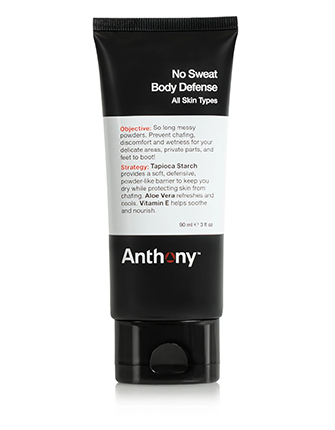 No Sweat
Body Defense
All Skin Types
Objective: So long messy
powders. Prevent chafing,
discomfort and wetness for your
delicate areas, private parts, and
feet to boot!
Strategy: Tapioca Starch
provides a soft, defensive,
powder-like barrier to keep you
dry while protecting skin from
chafing. Aloe Vera refreshes and
cools. Vitamin E helps soothe
and nourish.
90 ml ℮ 3 fl oz
Anthony™